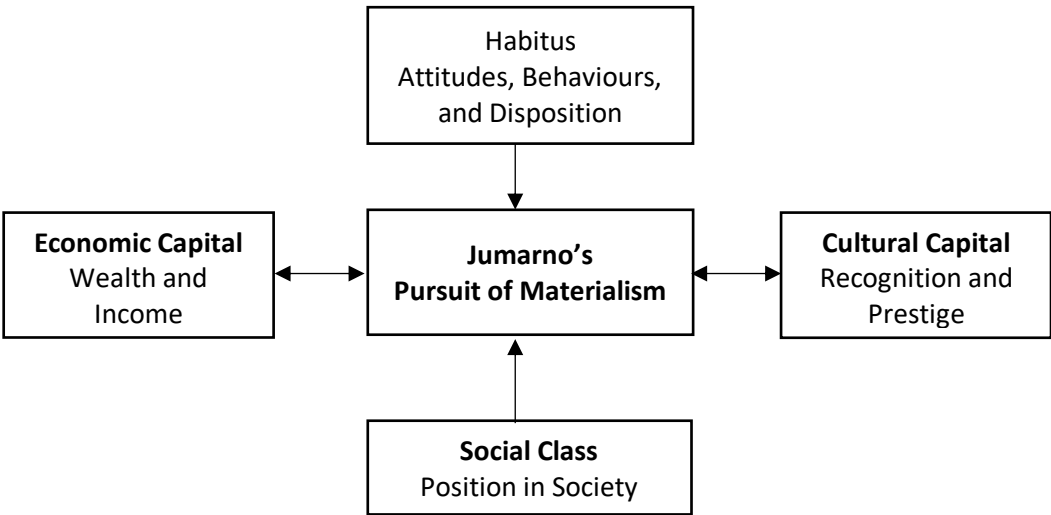 Habitus
Attitudes, Behaviours,
and Disposition
Economic Capital
Wealth and
Income
Jumarno’s
Pursuit of Materialism
Cultural Capital
Recognition and
Prestige
Social Class
Position in Society